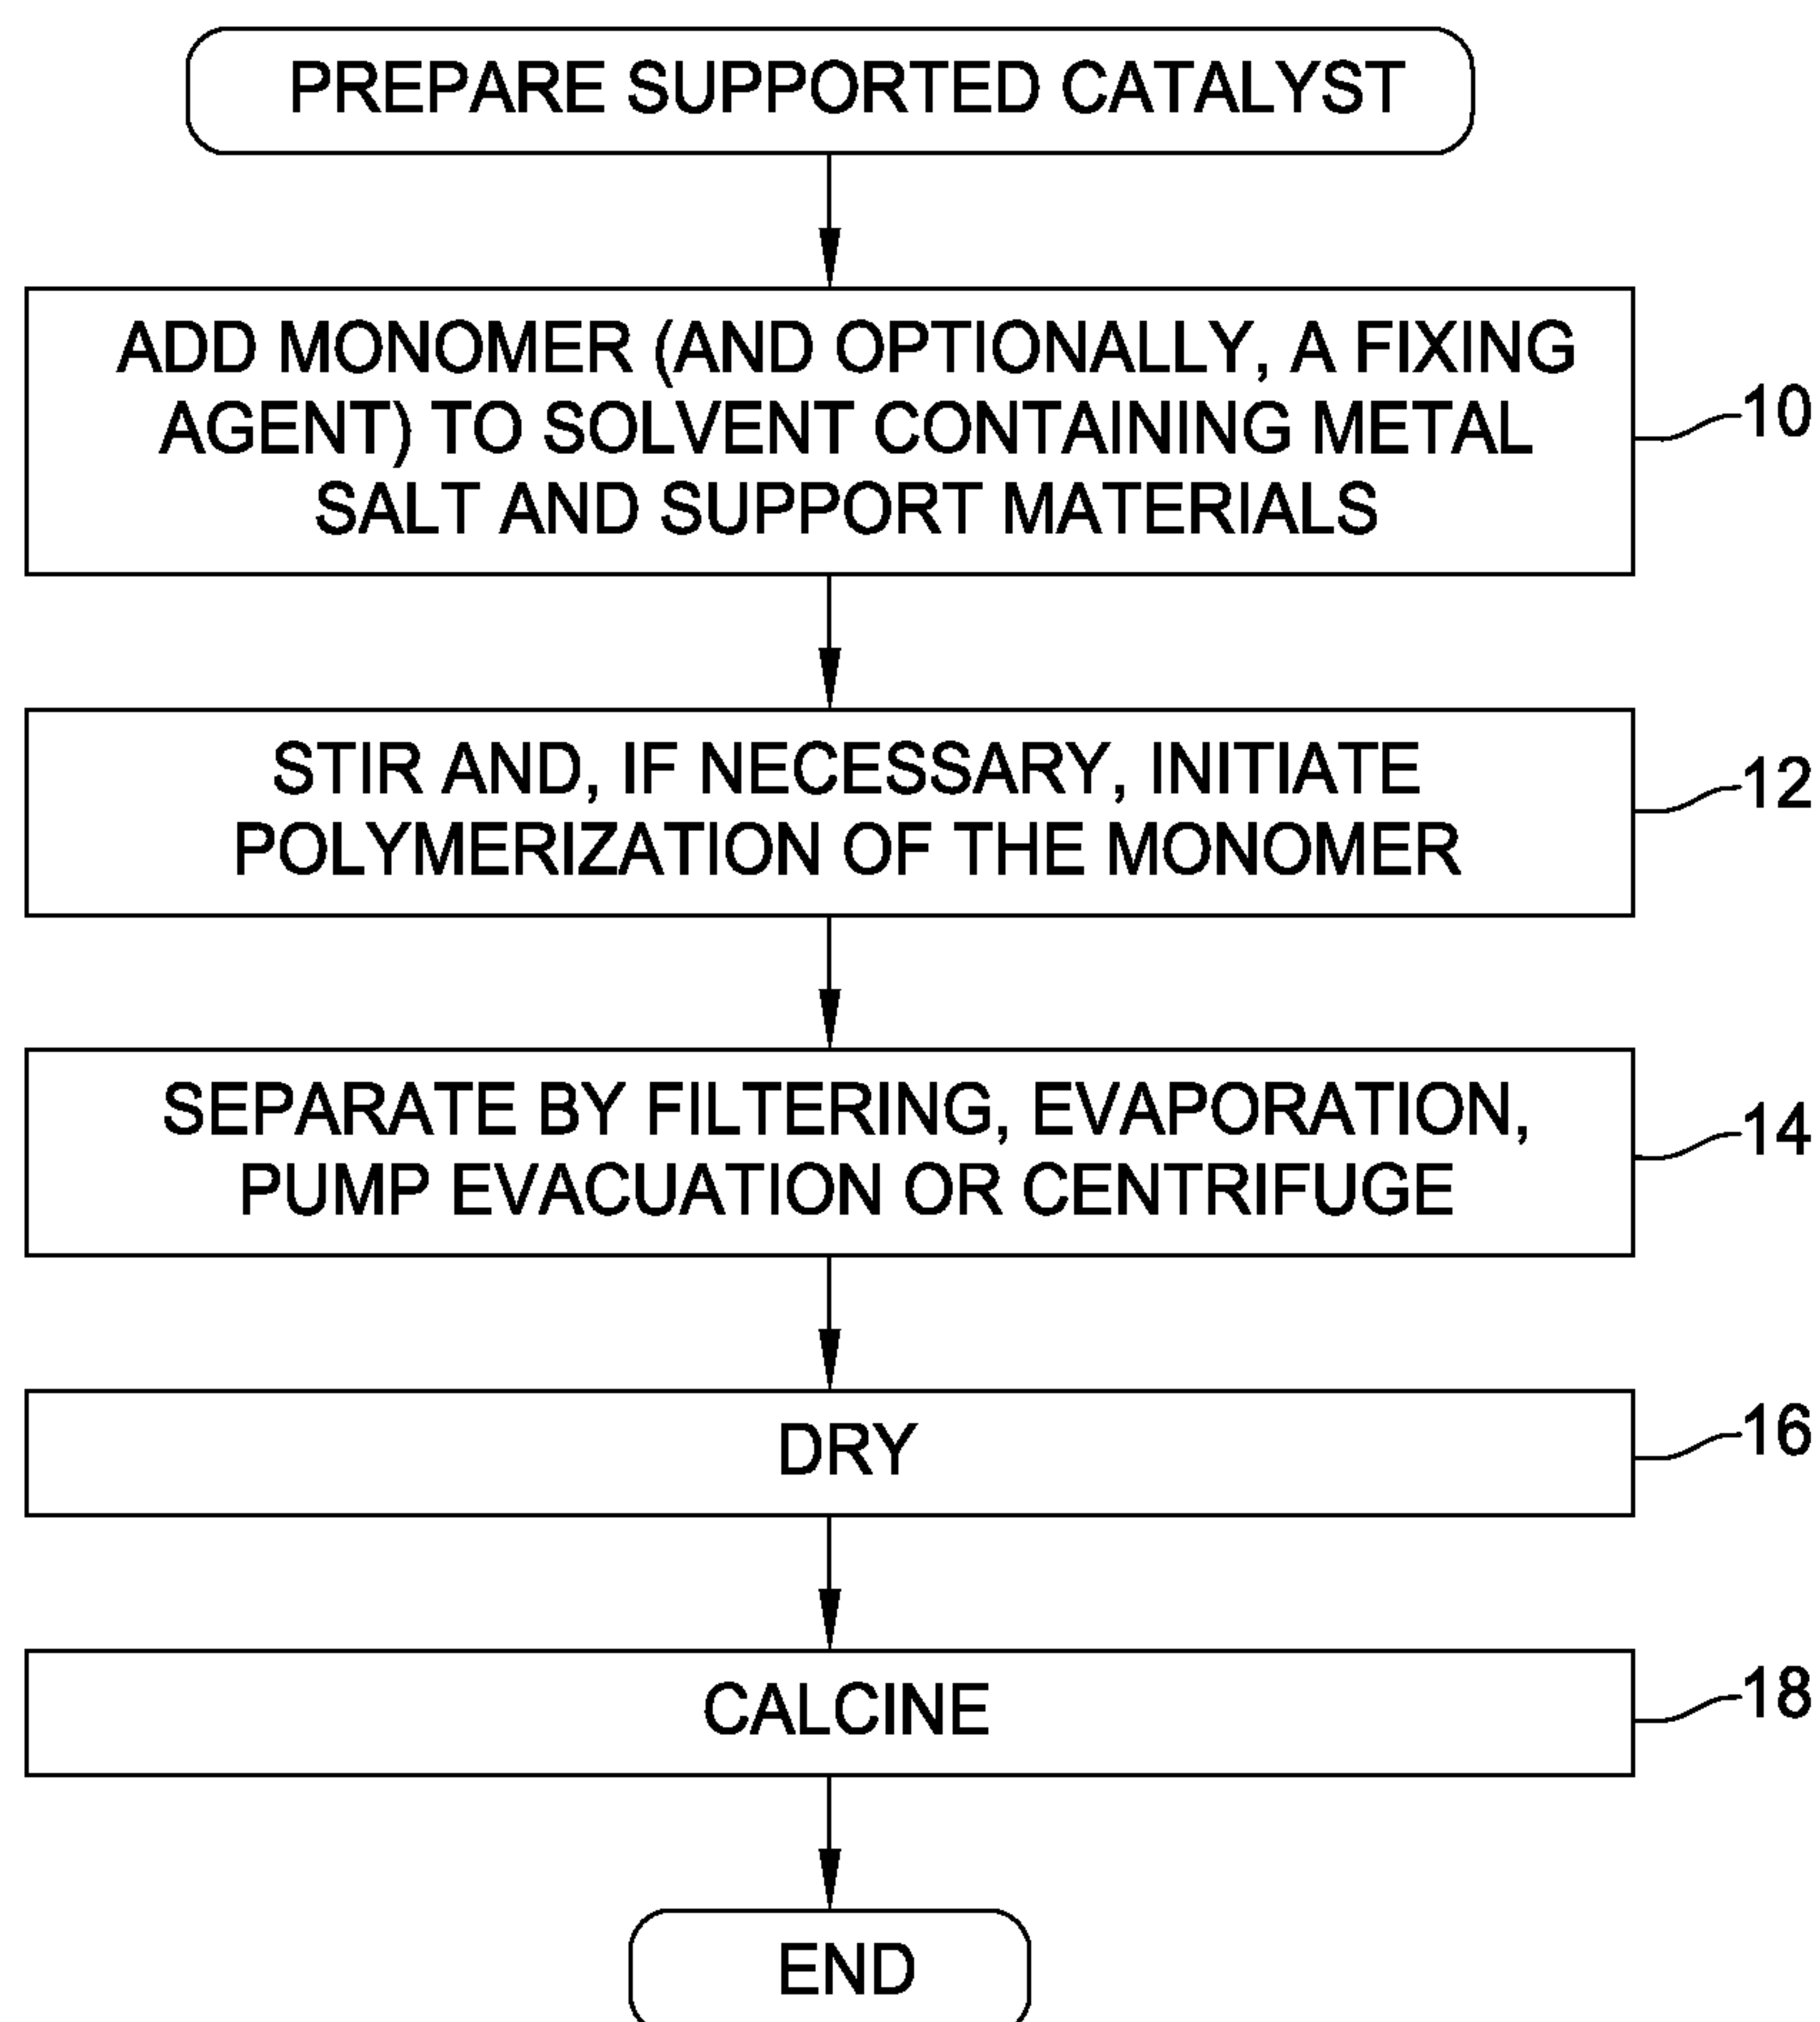 PREPARE SUPPORTED CATALYST
ADD MONOMER (AND OPTIONALLY, A FIXING
AGENT) TO SOLVENT CONTAINING METAL
SALT AND SUPPORT MATERIALS
10
STIR AND, IF NECESSARY, INITIATE
POLYMERIZATION OF THE MONOMER
12
SEPARATE BY FILTERING, EVAPORATION,
PUMP EVACUATION OR CENTRIFUGE
14
DRY
16
CALCINE
18
END